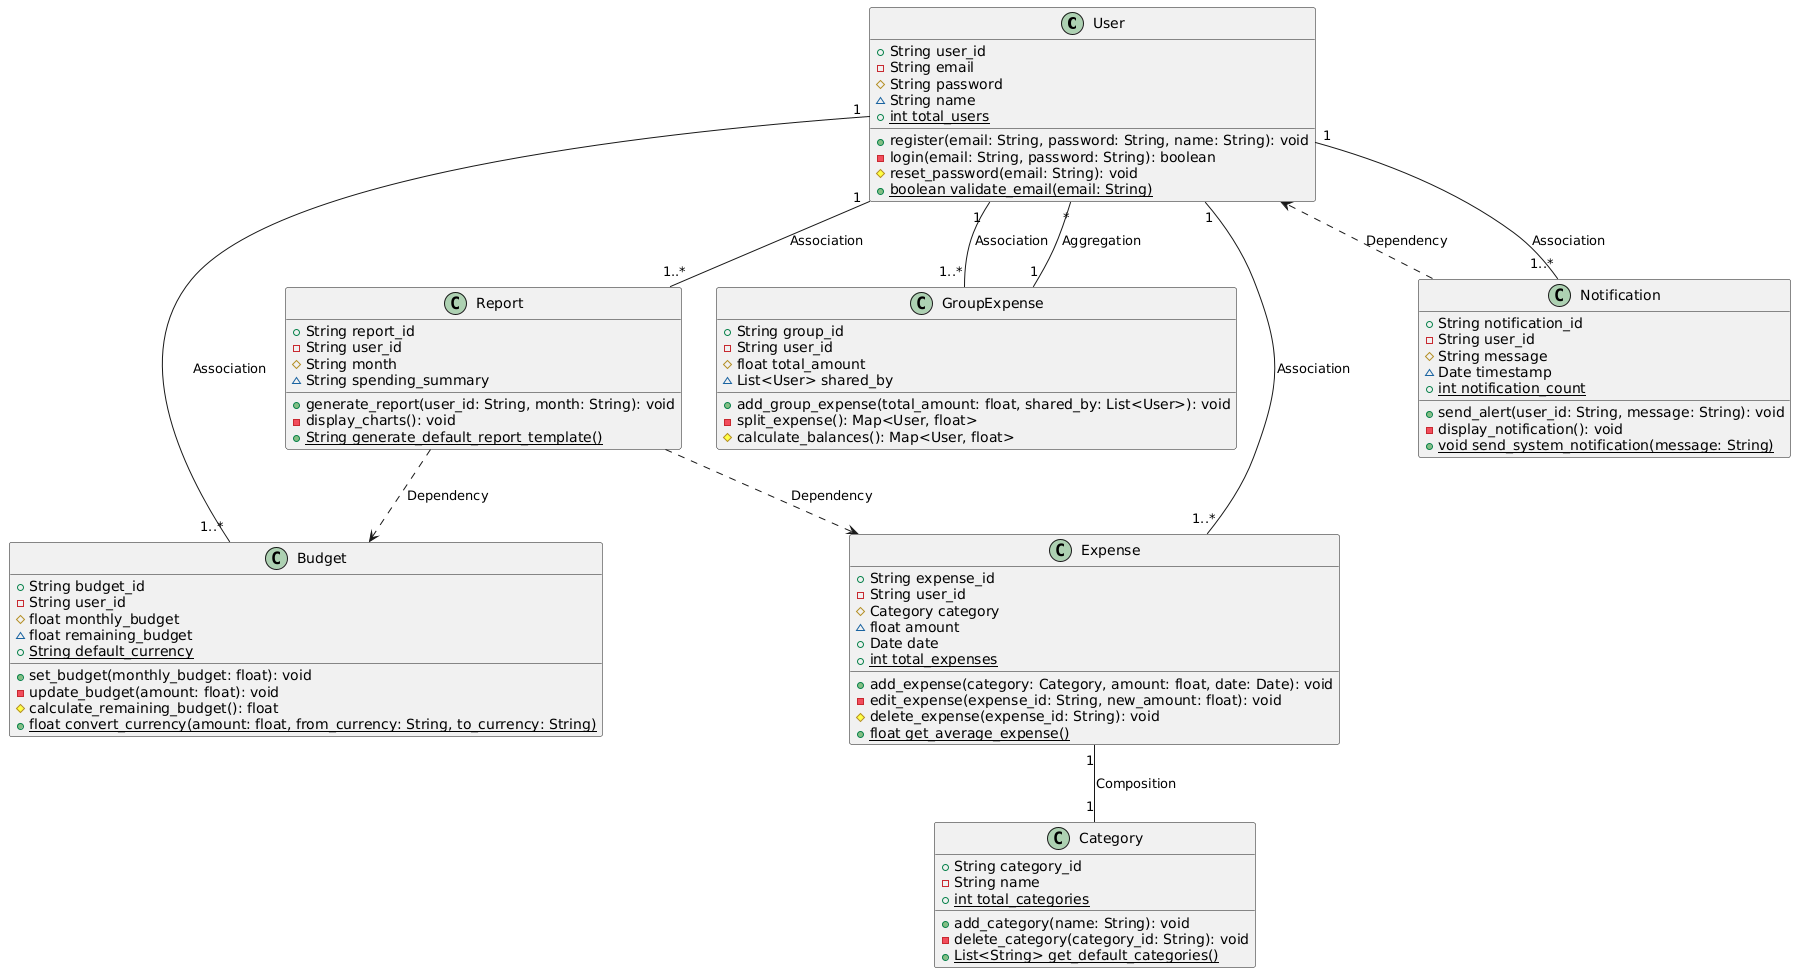 C User
String user_id
String email
String password
String name
int total_users
register(email: String, password: String, name: String): void
login(email: String, password: String): boolean
reset_password(email: String): void
boolean validate_email(email: String)
1
1
1
*
1
1
Association
Association
Aggregation
Dependency
Association
1..*
1..*
1
1..*
C Report
String report_id
String user_id
String month
String spending_summary
generate_report(user_id: String, month: String): void
display_charts(): void
String generate_default_report_template()
C GroupExpense
String group_id
String user_id
float total_amount
List<User> shared_by
add_group_expense(total_amount: float, shared_by: List<User>): void
split_expense(): Map<User, float>
calculate_balances(): Map<User, float>
C Notification
String notification_id
String user_id
String message
Date timestamp
int notification_count
send_alert(user_id: String, message: String): void
display_notification(): void
void send_system_notification(message: String)
Association
Association
Dependency
Dependency
1..*
1..*
C Budget
String budget_id
String user_id
float monthly_budget
float remaining_budget
String default_currency
set_budget(monthly_budget: float): void
update_budget(amount: float): void
calculate_remaining_budget(): float
float convert_currency(amount: float, from_currency: String, to_currency: String)
C Expense
String expense_id
String user_id
Category category
float amount
Date date
int total_expenses
add_expense(category: Category, amount: float, date: Date): void
edit_expense(expense_id: String, new_amount: float): void
delete_expense(expense_id: String): void
float get_average_expense()
1
Composition
1
C Category
String category_id
String name
int total_categories
add_category(name: String): void
delete_category(category_id: String): void
List<String> get_default_categories()